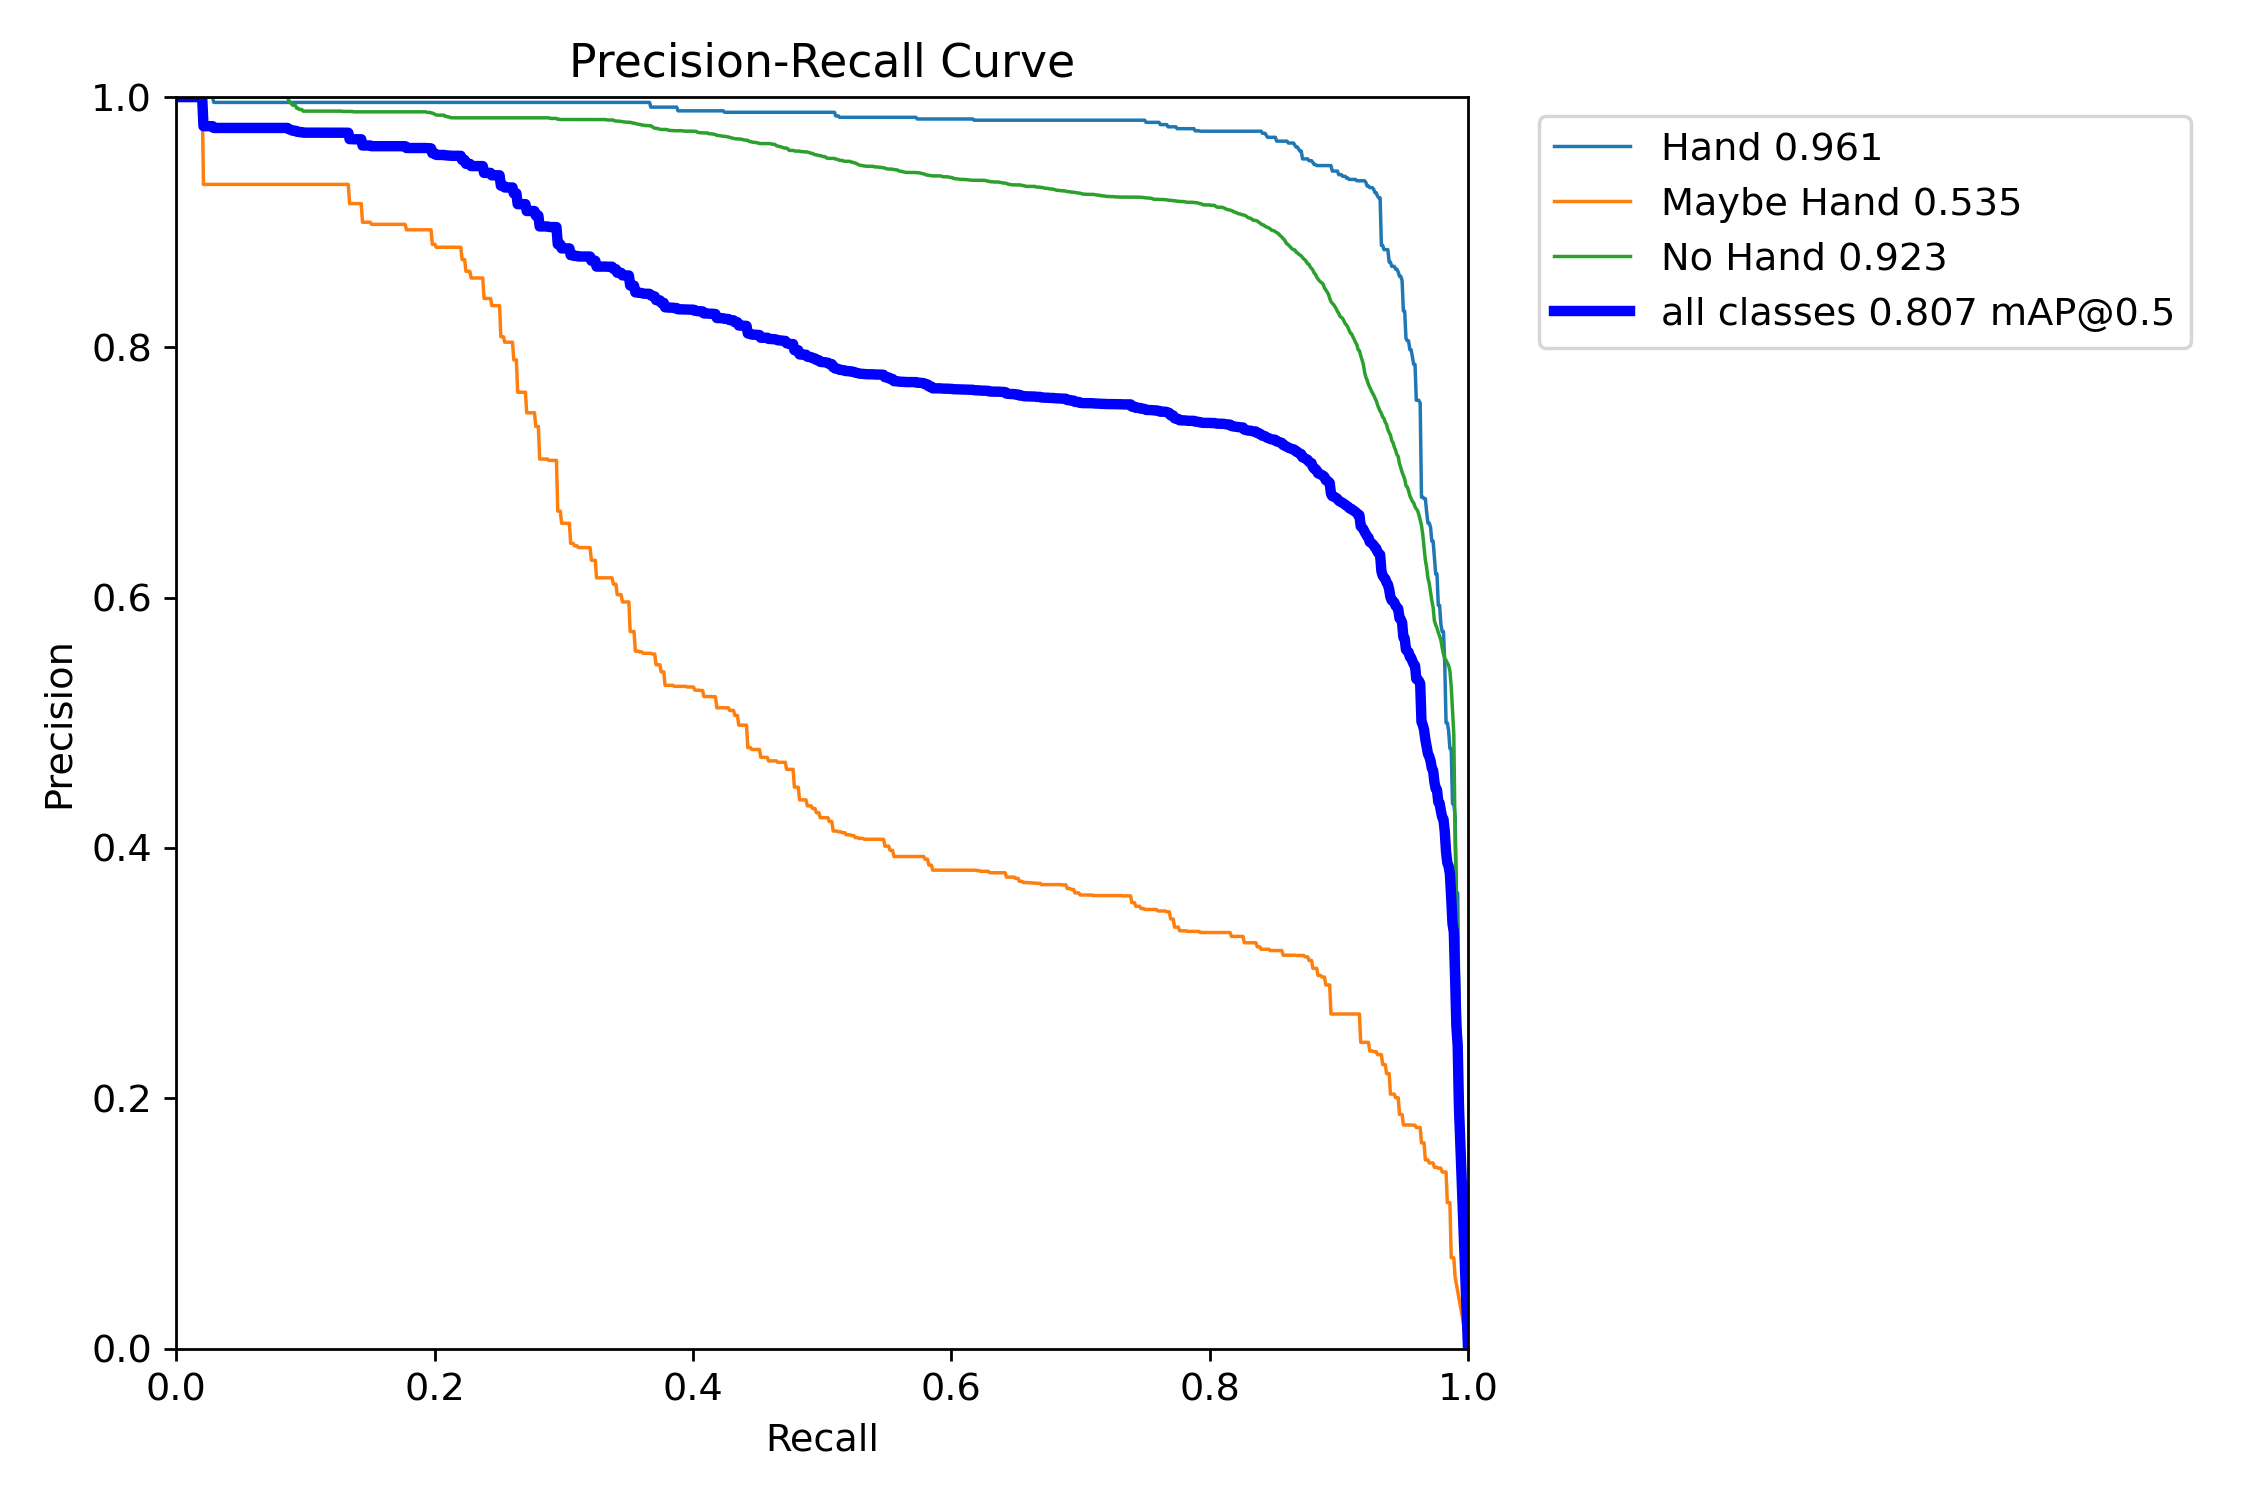 Precision-Recall Curve
1.0
0.8
0.6
0.4
0.2
0.0
Precision
0.0 0.2 0.4 0.6 0.8 1.0
Recall
Hand 0.961
Maybe Hand 0.535
No Hand 0.923
all classes 0.807 mAP@0.5